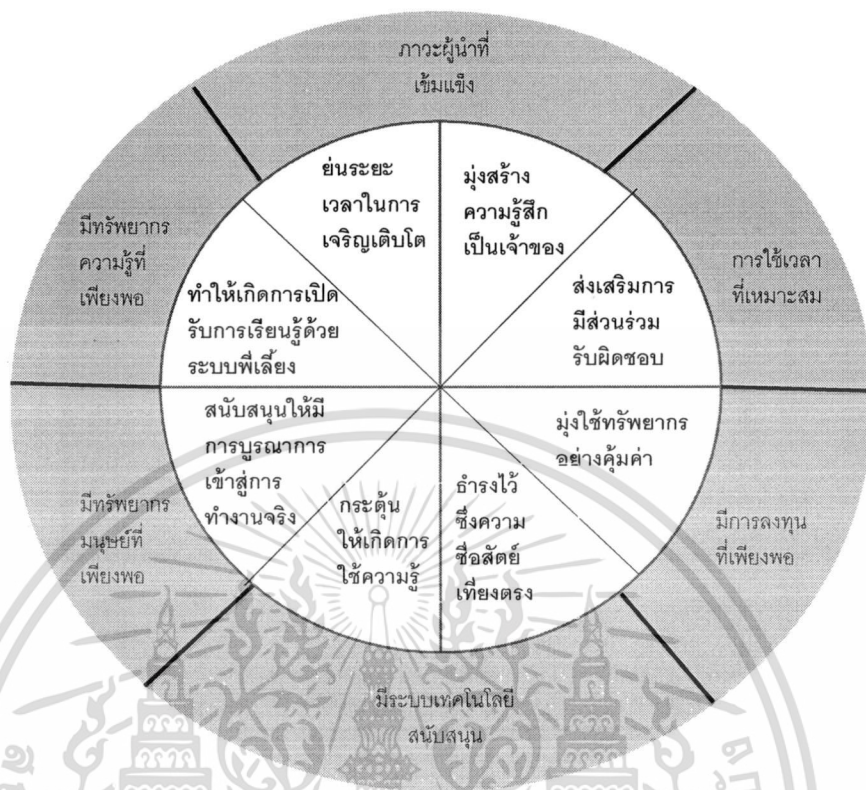 ภาวะผู้นำที่
เข้มแข็ง
การใช้เวลา
ที่เหมาะสม
มีการลงทุน
ที่เพียงพอ
มีระบบเทคโนโลยี
สนับสนุน
มีทรัพยากร
มนุษย์ที่
เพียงพอ
มีทรัพยากร
ความรู้ที่
เพียงพอ
ย่นระยะ
เวลาในการ
เจริญเติบโต
มุ่งสร้าง
ความรู้สึก
เป็นเจ้าของ
ส่งเสริมการ
มีส่วนร่วม
รับผิดชอบ
มุ่งใช้ทรัพยากร
อย่างคุ้มค่า
ธำรงไว้
ซึ่งความ
ซื่อสัตย์
เที่ยงตรง
กระตุ้น
ให้เกิดการ
ใช้ความรู้
สนับสนุนให้มี
การบูรณาการ
เข้าสู่การ
ทำงานจริง
ทำให้เกิดการเปิด
รับการเรียนรู้ด้วย
ระบบพี่เลี้ยง